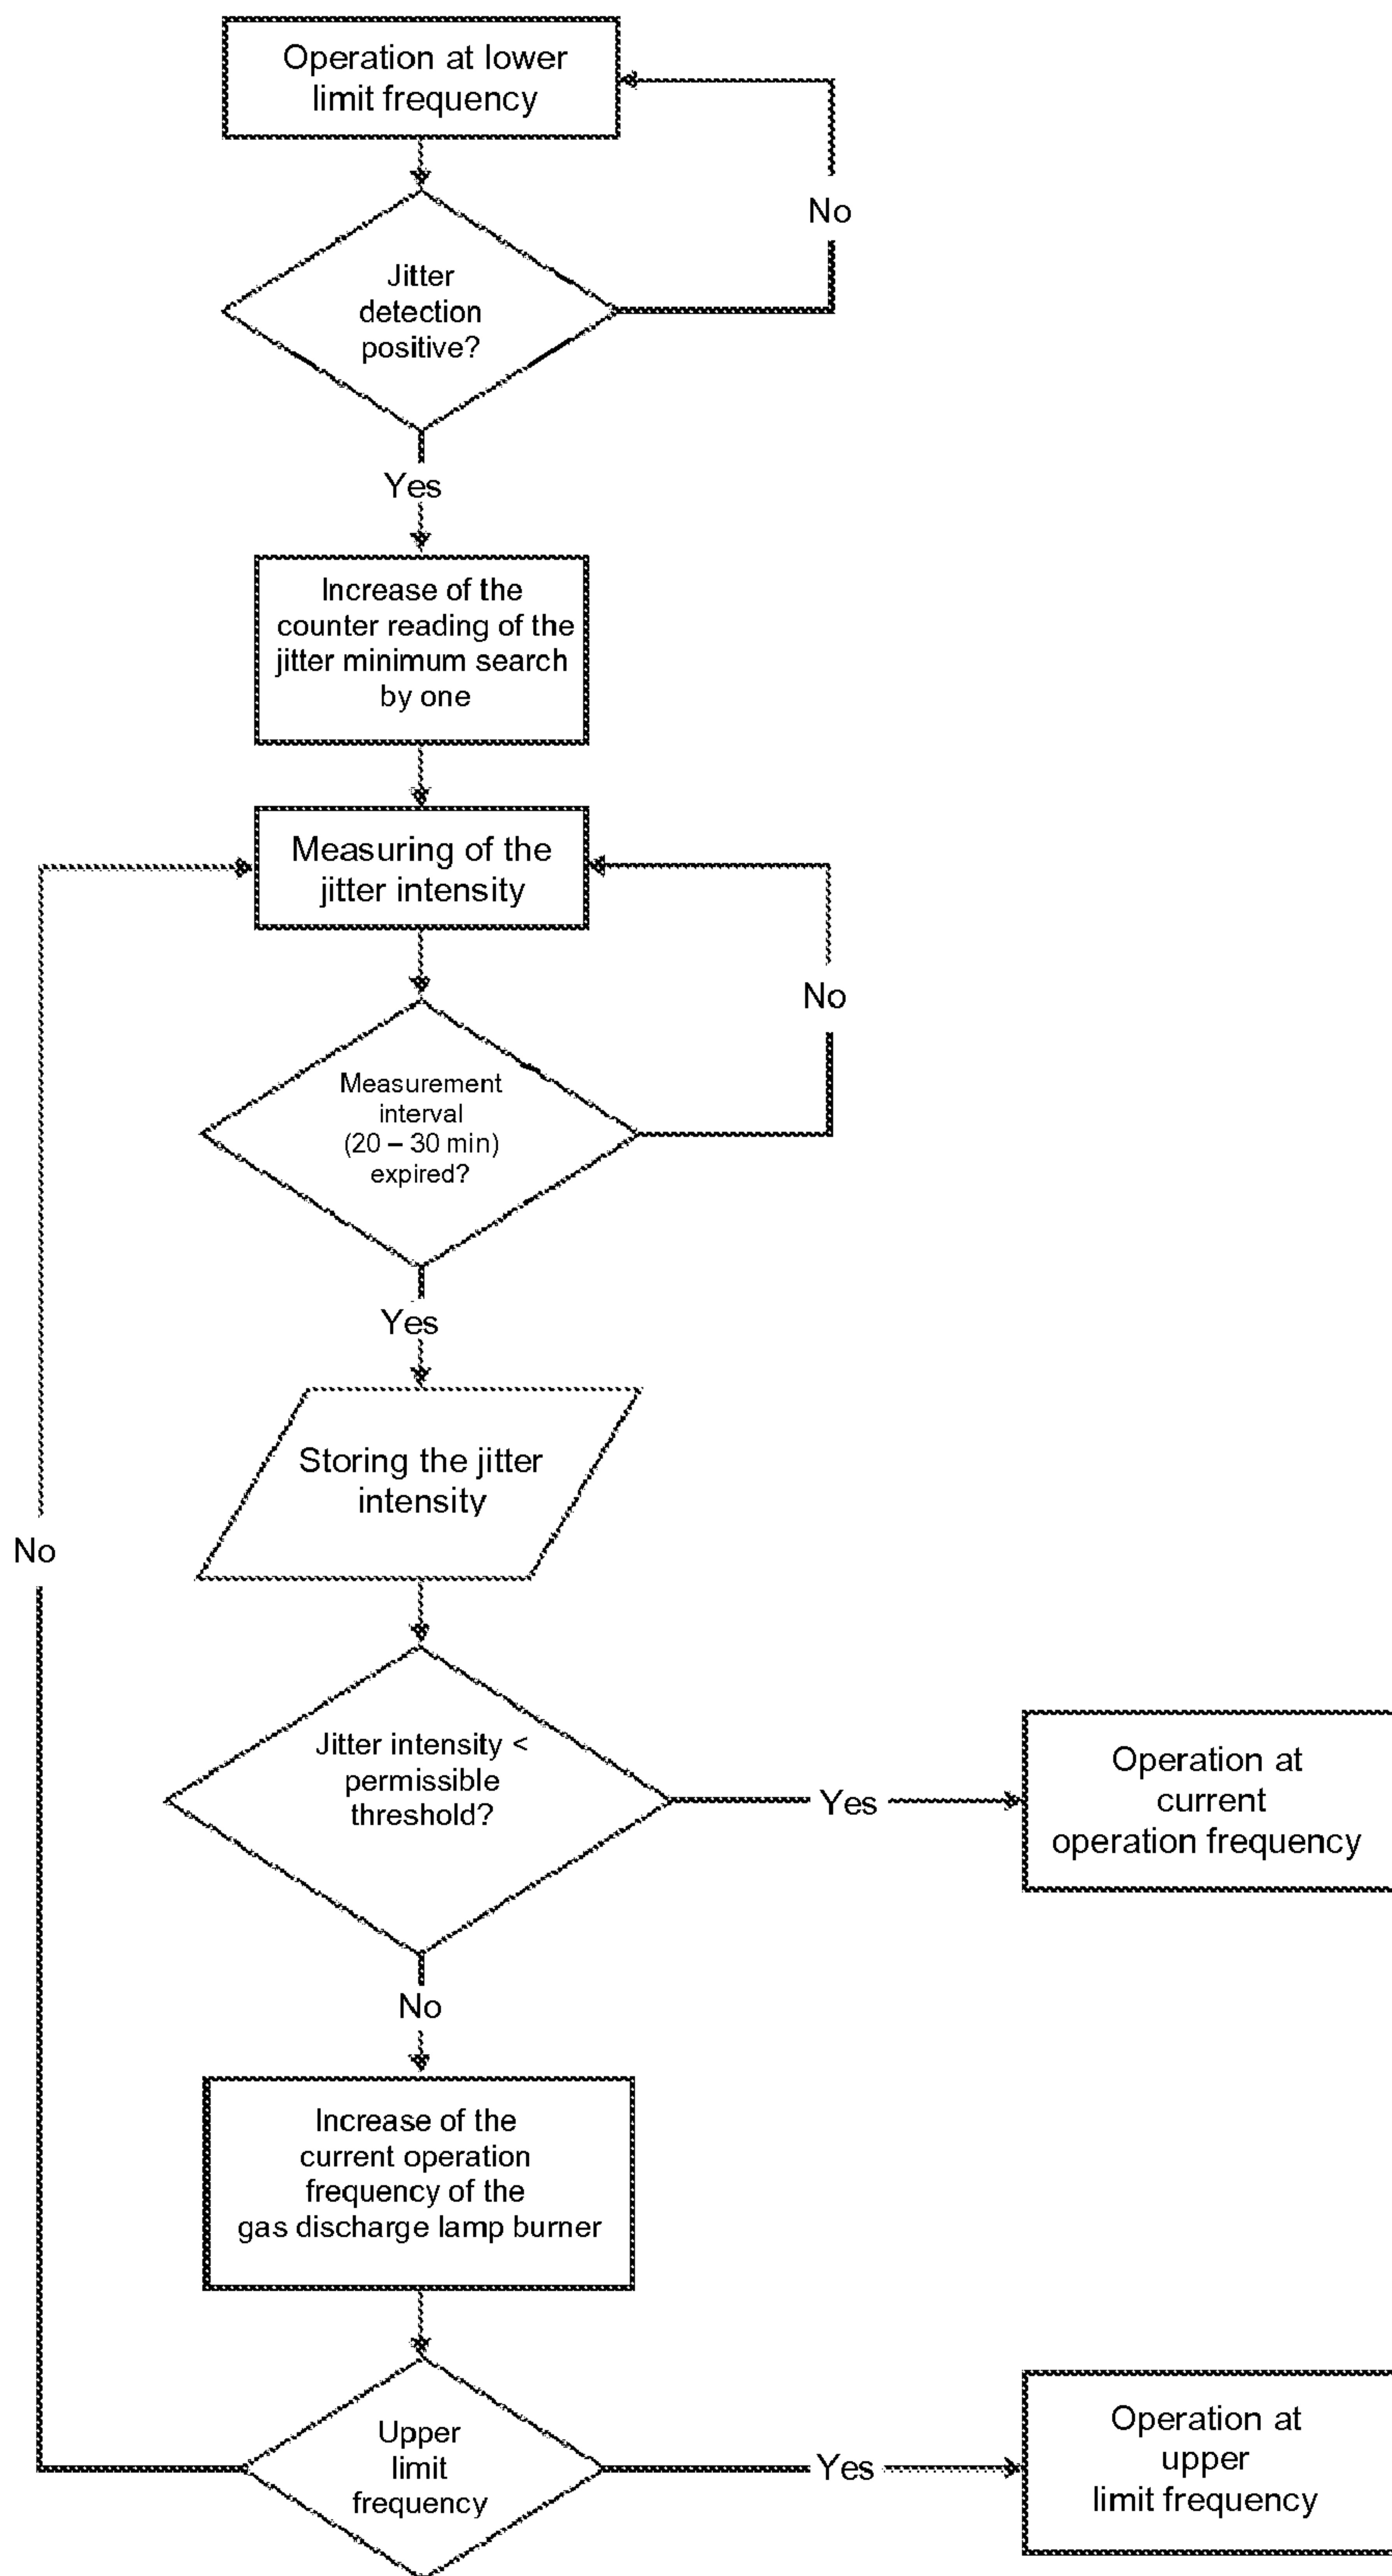 Operation at lower
limit frequency
No
Jitter
detection
positive?
Yes
Increase of the
counter reading of the
jitter minimum search
by one
Measuring of the
jitter intensity
No
Measurement
interval
(20 – 30 min)
expired?
Yes
Storing the jitter
intensity
No
Jitter intensity <
permissible
threshold?
Yes
Operation at
current
operation frequency
No
Increase of the
current operation
frequency of the
gas discharge lamp burner
Upper
limit
frequency
Yes
Operation at
upper
limit frequency